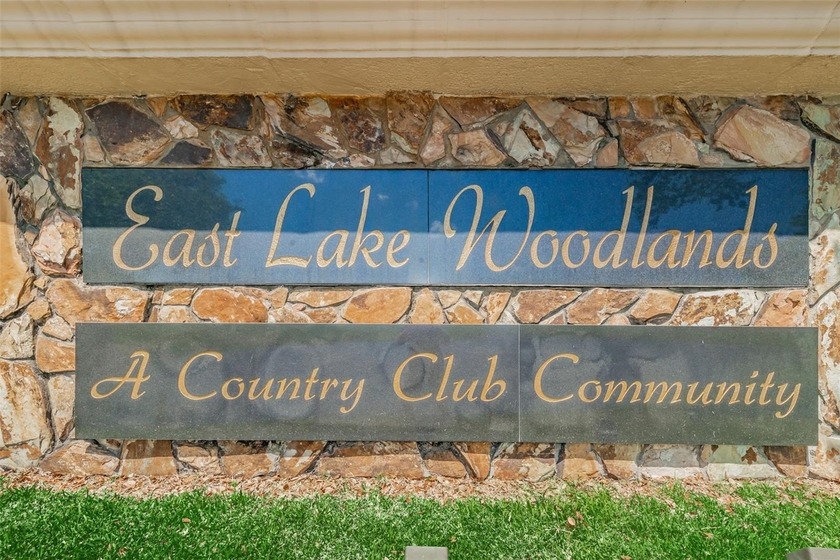 East Lake Woodlands
A Country Club Community